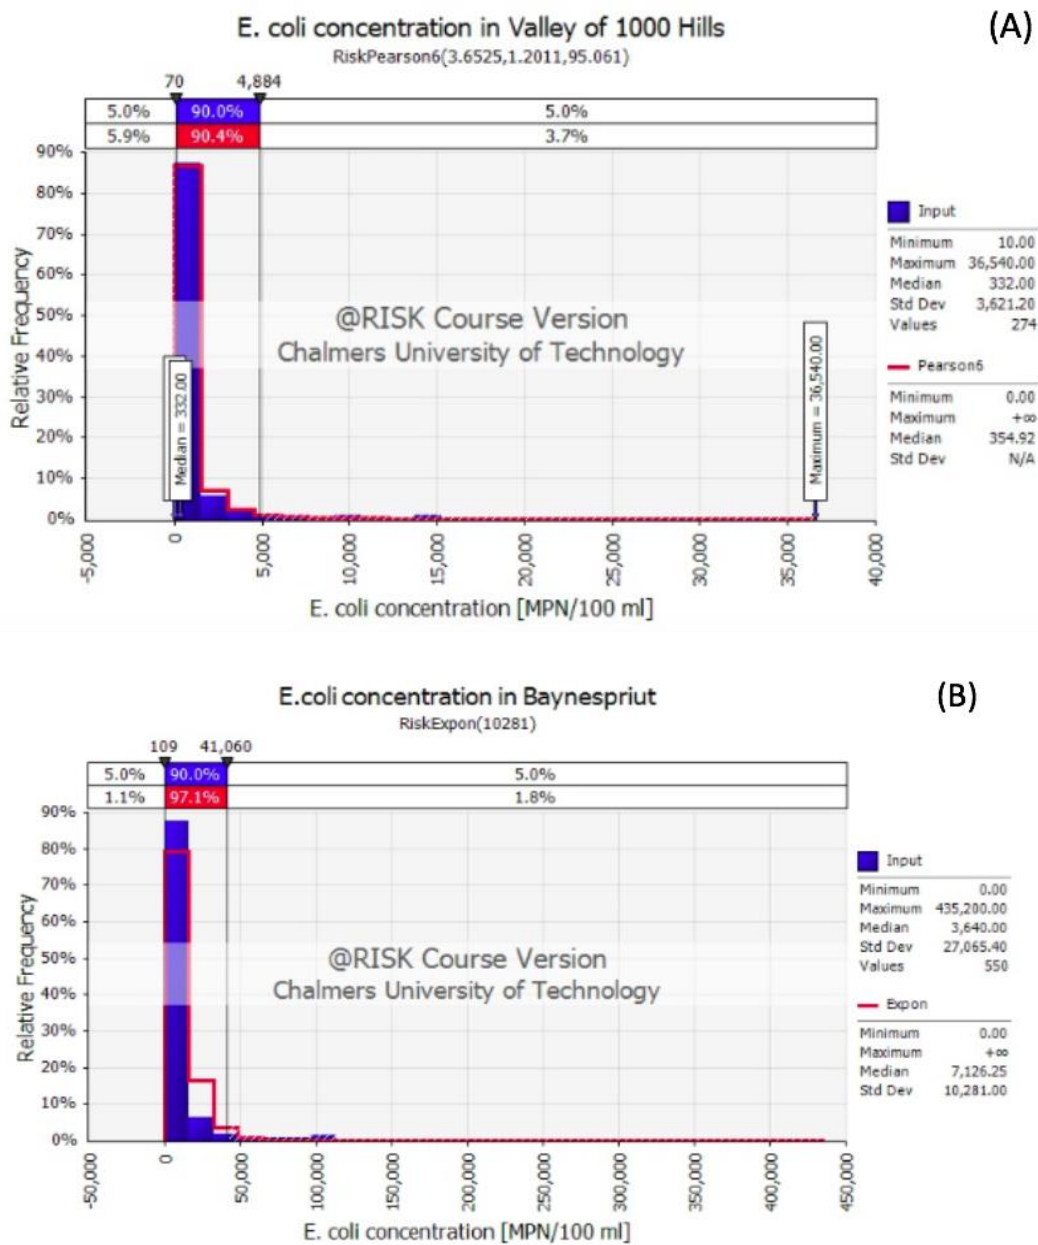 E. coli concentration in Valley of 1000 Hills
(A)
RiskPearson6(3.6525,1.2011,95.061)
70 4,884
5.0% 90.0% 5.0%
5.9% 90.4% 3.7%
90%
80%
70%
60%
50%
40%
30%
20%
10%
0%
Relative Frequency
@RISK Course Version
Chalmers University of Technology
Median = 332.00
Maximum = 36,540.00
-5,000 0 5,000 10,000 15,000 20,000 25,000 30,000 35,000 40,000
E. coli concentration [MPN/100 ml]
Input
Minimum 10.00
Maximum 36,540.00
Median 332.00
Std Dev 3,621.20
Values 274
Pearson6
Minimum 0.00
Maximum +∞
Median 354.92
Std Dev N/A
E.coli concentration in Baynespriut
(B)
RiskExpon(10281)
109 41,060
5.0% 90.0% 5.0%
1.1% 97.1% 1.8%
90%
80%
70%
60%
50%
40%
30%
20%
10%
0%
Relative Frequency
@RISK Course Version
Chalmers University of Technology
-50,000 0 50,000 100,000 150,000 200,000 250,000 300,000 350,000 400,000 450,000
E. coli concentration [MPN/100 ml]
Input
Minimum 0.00
Maximum 435,200.00
Median 3,640.00
Std Dev 27,065.40
Values 550
Expon
Minimum 0.00
Maximum +∞
Median 7,126.25
Std Dev 10,281.00